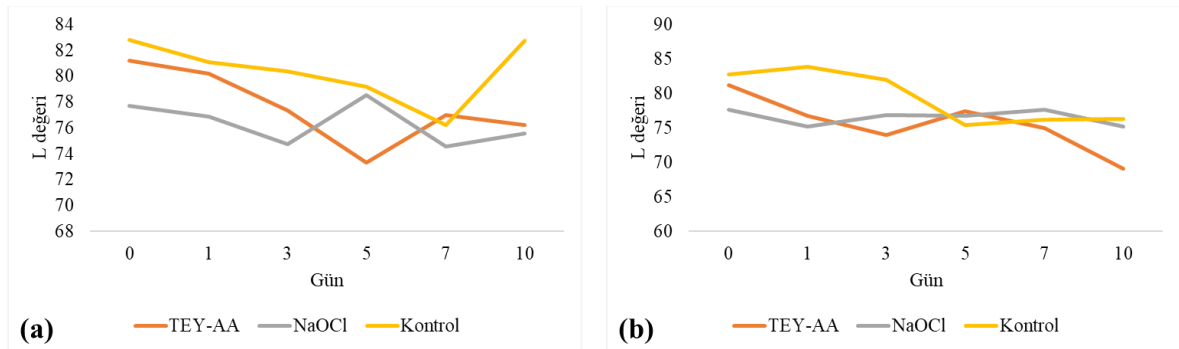 84
82
80
78
76
74
72
70
68
L değeri
0 1 3 5 7 10
Gün
TEY-AA NaOCl Kontrol
(a)
90
85
80
75
70
65
60
L değeri
0 1 3 5 7 10
Gün
TEY-AA NaOCl Kontrol
(b)